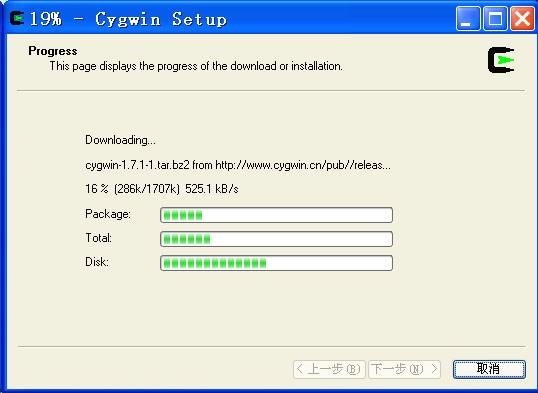 19% - Cygwin Setup
Progress
This page displays the progress of the download or installation.
Downloading...
cygwin-1.7.1-1.tar.bz2 from http://www.cygwin.cn/pub//releas...
16 % (286k/1707k) 525.1 kB/s
Package:
Total:
Disk:
< 上一步(B) 下一步(N) > 取消